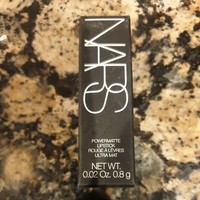 NARS
POWERMATTE
LIPSTICK
ROUGE À LÈVRES
ULTRA MAT
NET WT.
0.02 Oz. 0.8 g